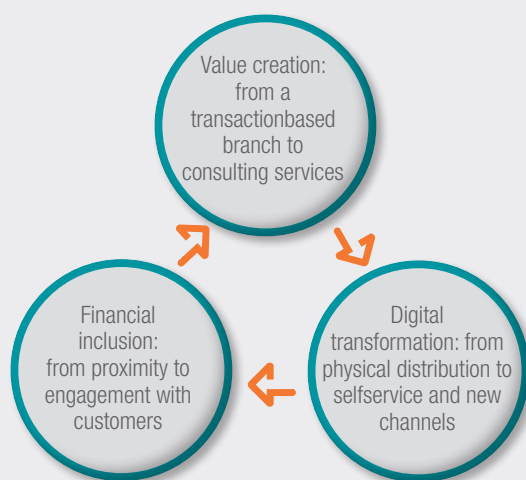 Value creation:
from a
transactionbased
branch to
consulting services
Financial
inclusion:
from proximity to
engagement with
customers
Digital
transformation: from
physical distribution to
selfservice and new
channels